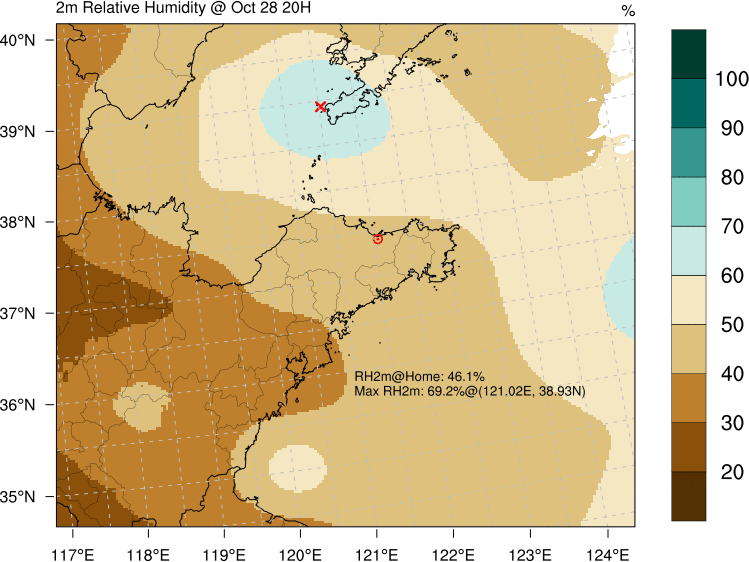 2m Relative Humidity @ Oct 28 20H
%
40°N
39°N
38°N
37°N
36°N
35°N
RH2m@Home: 46.1%
Max RH2m: 69.2%@(121.02E, 38.93N)
117°E 118°E 119°E 120°E 121°E 122°E 123°E 124°E
100
90
80
70
60
50
40
30
20